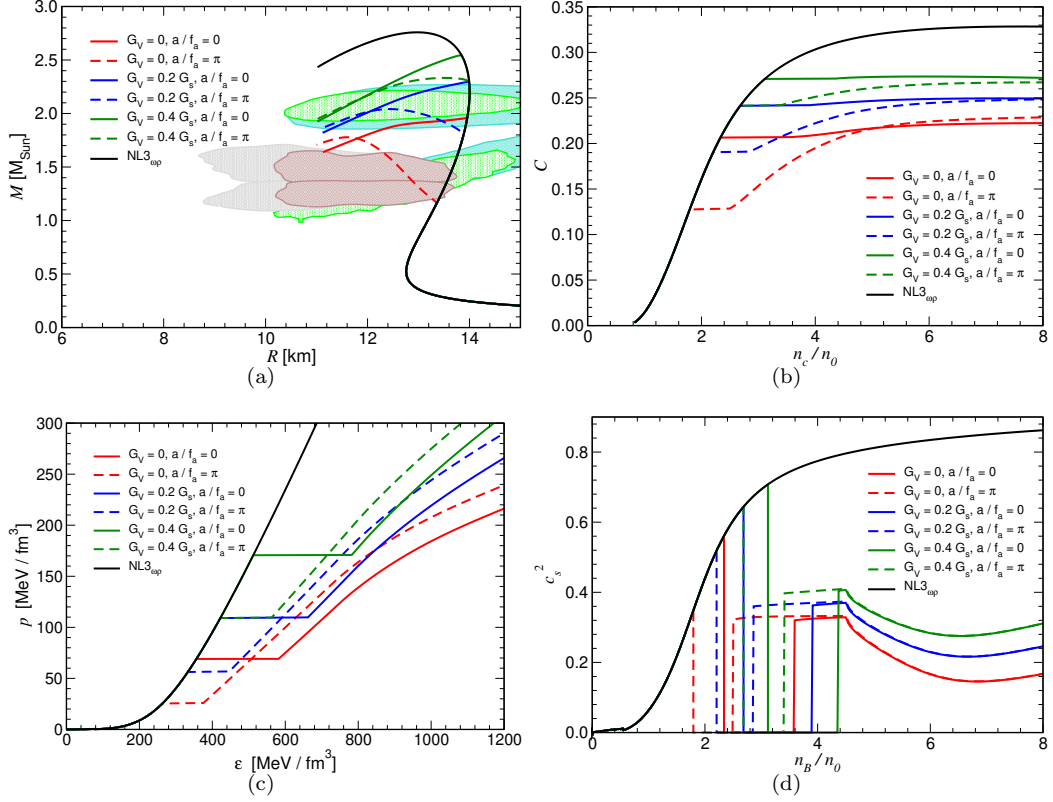 3.0
2.5
2.0
1.5
1.0
0.5
0.0
M [M_Sun]
G_V = 0, a / f_a = 0
G_V = 0, a / f_a = π
G_V = 0.2 G_s, a / f_a = 0
G_V = 0.2 G_s, a / f_a = π
G_V = 0.4 G_s, a / f_a = 0
G_V = 0.4 G_s, a / f_a = π
NL3_ωρ
6 8 10 12 14
R [km]
(a)
0.35
0.30
0.25
0.20
0.15
0.10
0.05
0.00
C
G_V = 0, a / f_a = 0
G_V = 0, a / f_a = π
G_V = 0.2 G_s, a / f_a = 0
G_V = 0.2 G_s, a / f_a = π
G_V = 0.4 G_s, a / f_a = 0
G_V = 0.4 G_s, a / f_a = π
NL3_ωρ
0 2 4 6 8
n_c / n_0
(b)
300
250
200
150
100
50
0
p [MeV / fm^3]
G_V = 0, a / f_a = 0
G_V = 0, a / f_a = π
G_V = 0.2 G_s, a / f_a = 0
G_V = 0.2 G_s, a / f_a = π
G_V = 0.4 G_s, a / f_a = 0
G_V = 0.4 G_s, a / f_a = π
NL3_ωρ
0 200 400 600 800 1000 1200
ε [MeV / fm^3]
(c)
0.8
0.6
0.4
0.2
0.0
c_s^2
G_V = 0, a / f_a = 0
G_V = 0, a / f_a = π
G_V = 0.2 G_s, a / f_a = 0
G_V = 0.2 G_s, a / f_a = π
G_V = 0.4 G_s, a / f_a = 0
G_V = 0.4 G_s, a / f_a = π
NL3_ωρ
0 2 4 6 8
n_B / n_0
(d)